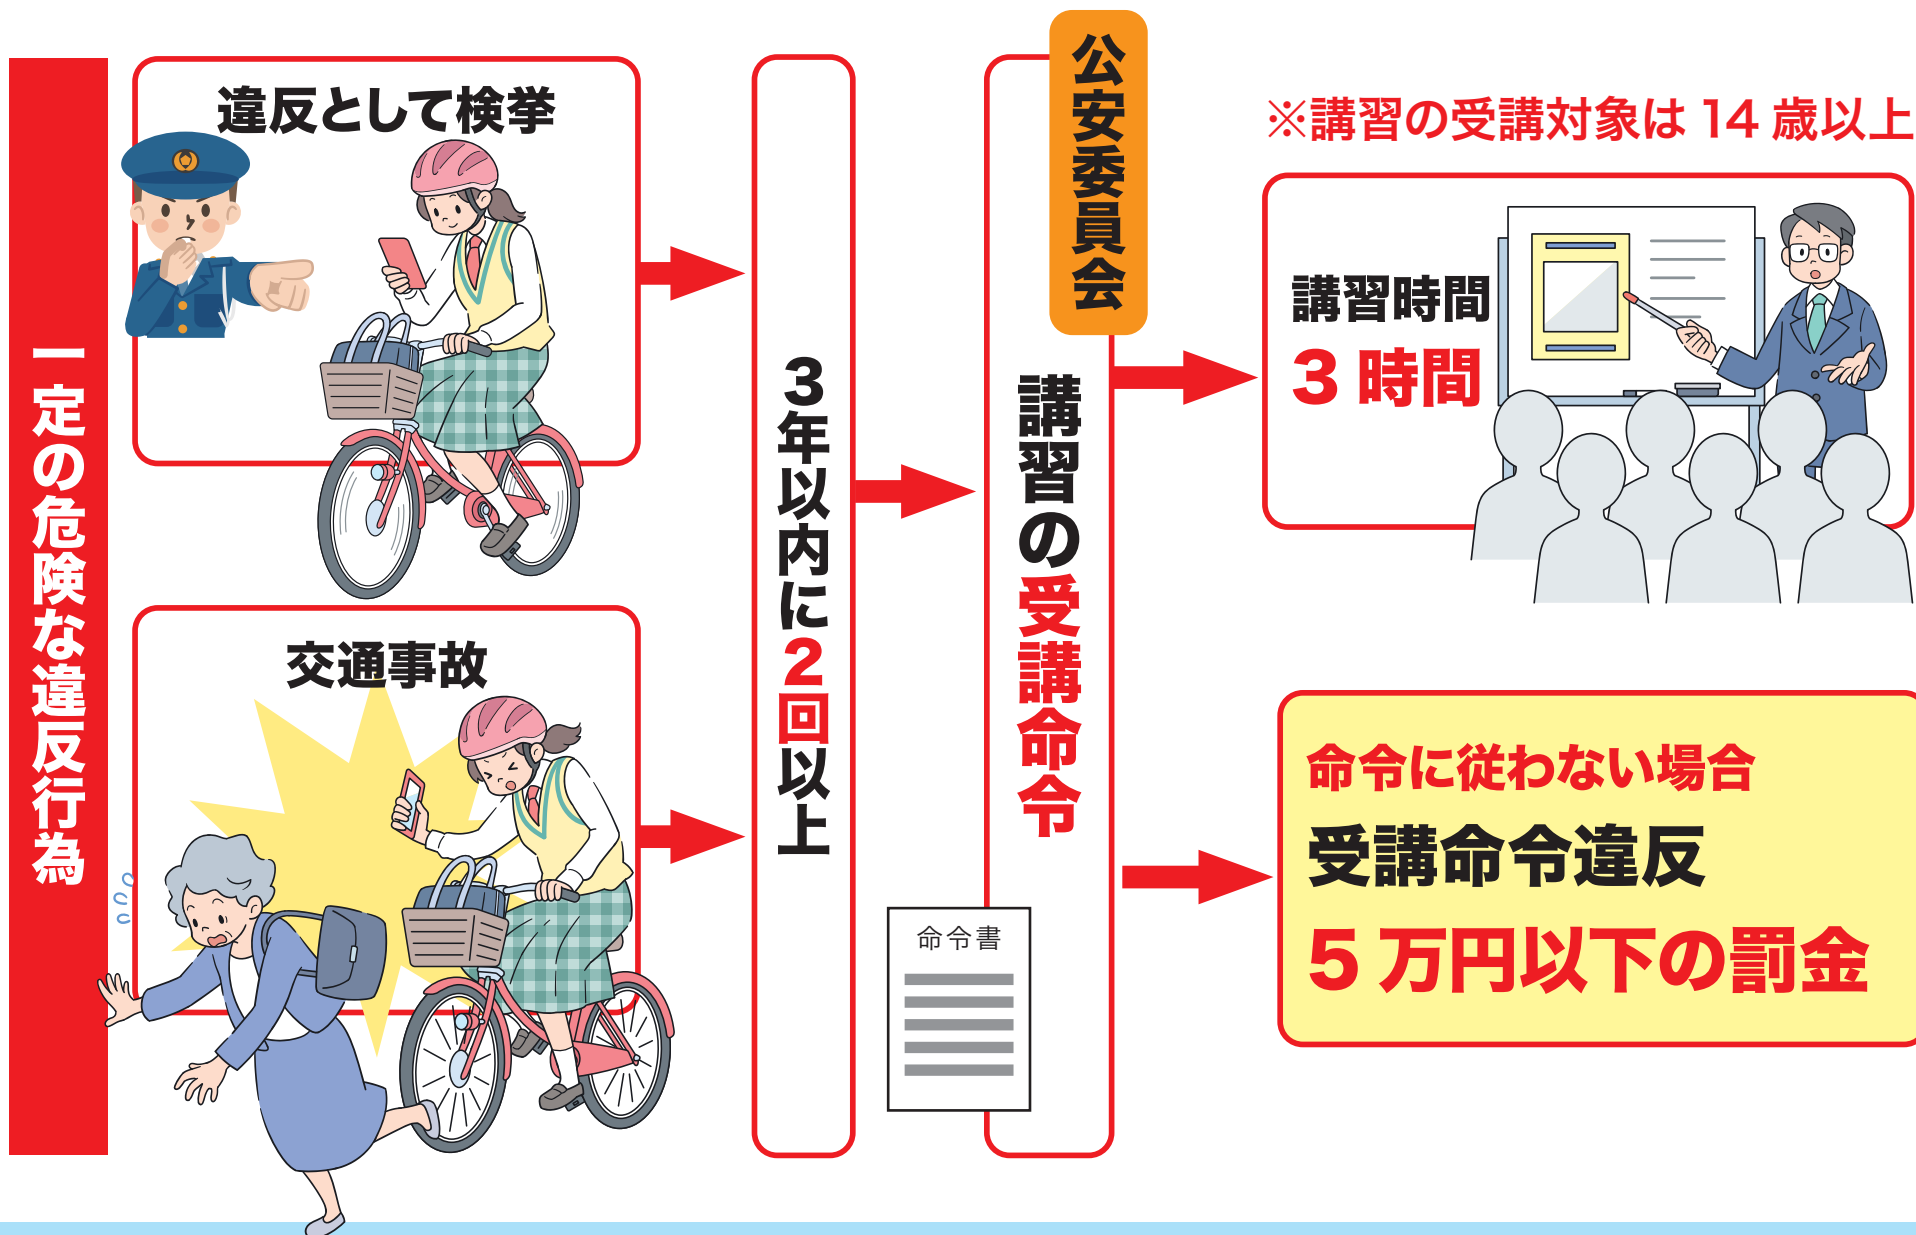 一定の危険な違反行為
違反として検挙
交通事故
3年以内に2回以上
公安委員会
講習の受講命令
命令書
※講習の受講対象は 14 歳以上
講習時間
3 時間
命令に従わない場合
受講命令違反
5 万円以下の罰金